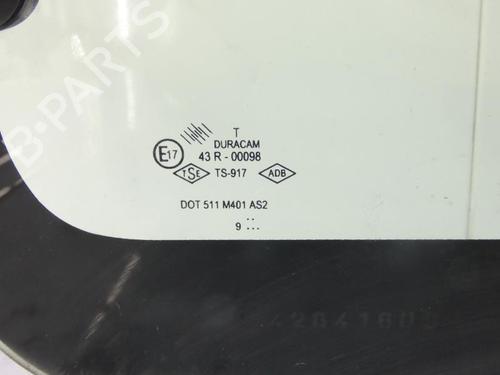 B-Parts
T
DURACAM
E17 43 R - 00098
TSE TS-917 ADB
DOT 511 M401 AS2
..
9 ...